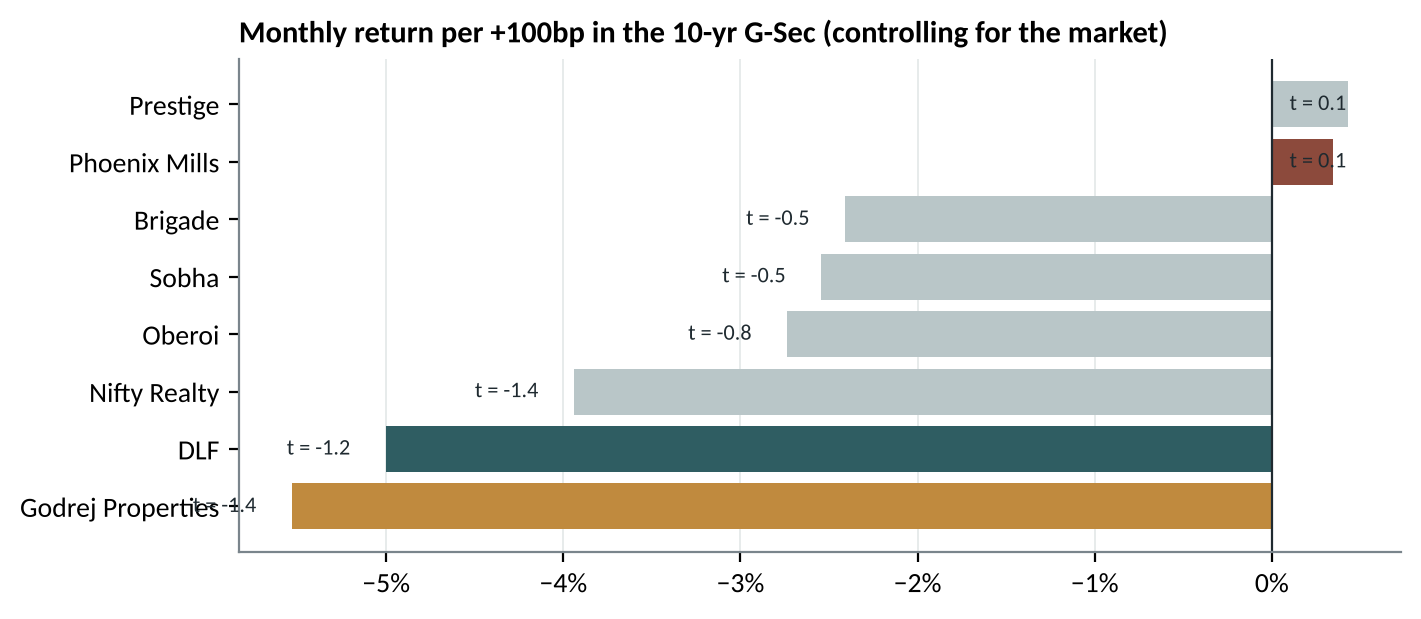 Monthly return per +100bp in the 10-yr G-Sec (controlling for the market)
Prestige
t = 0.1
Phoenix Mills
t = 0.1
Brigade
t = -0.5
Sobha
t = -0.5
Oberoi
t = -0.8
Nifty Realty
t = -1.4
DLF
t = -1.2
Godrej Properties
t = -1.4
−5% −4% −3% −2% −1% 0%